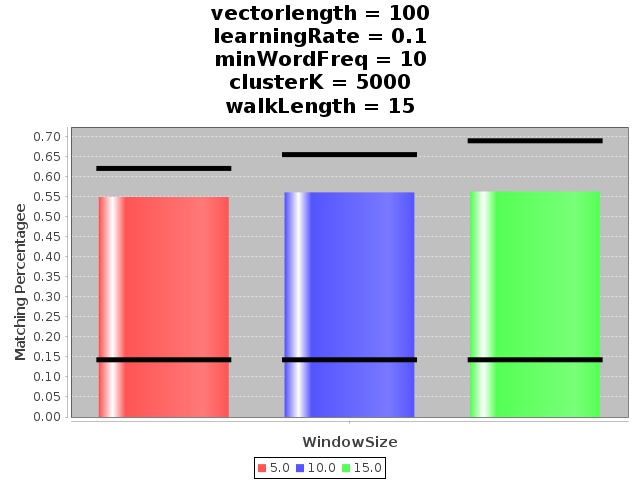 vectorlength = 100
learningRate = 0.1
minWordFreq = 10
clusterK = 5000
walkLength = 15
0.70
0.65
0.60
0.55
0.50
0.45
0.40
0.35
0.30
0.25
0.20
0.15
0.10
0.05
0.00
Matching Percentagee
WindowSize
5.0 10.0 15.0